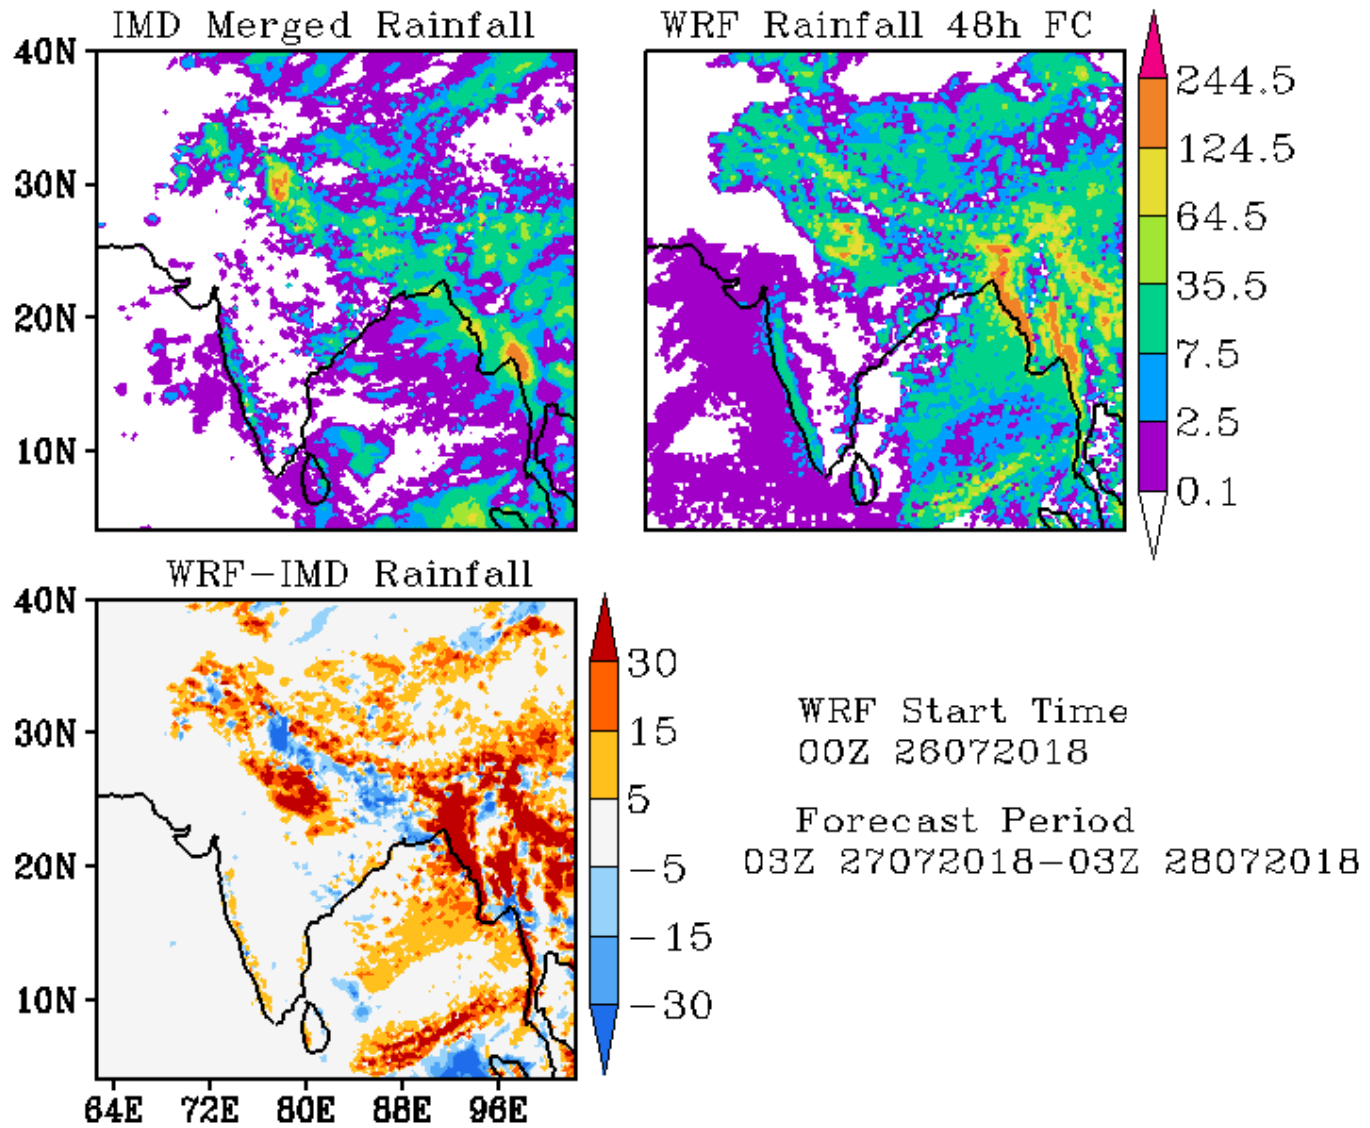 IMD Merged Rainfall
WRF Rainfall 48h FC
40N
30N
20N
10N
244.5
124.5
64.5
35.5
7.5
2.5
0.1
WRF-IMD Rainfall
40N
30N
20N
10N
64E 72E 80E 88E 96E
30
15
5
-5
-15
-30
WRF Start Time
00Z 26072018
Forecast Period
03Z 27072018-03Z 28072018